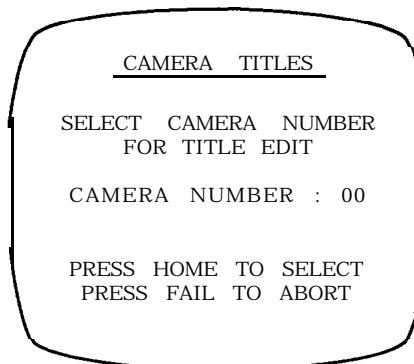 CAMERA TITLES
SELECT CAMERA NUMBER
FOR TITLE EDIT
CAMERA NUMBER : 00
PRESS HOME TO SELECT
PRESS FAIL TO ABORT